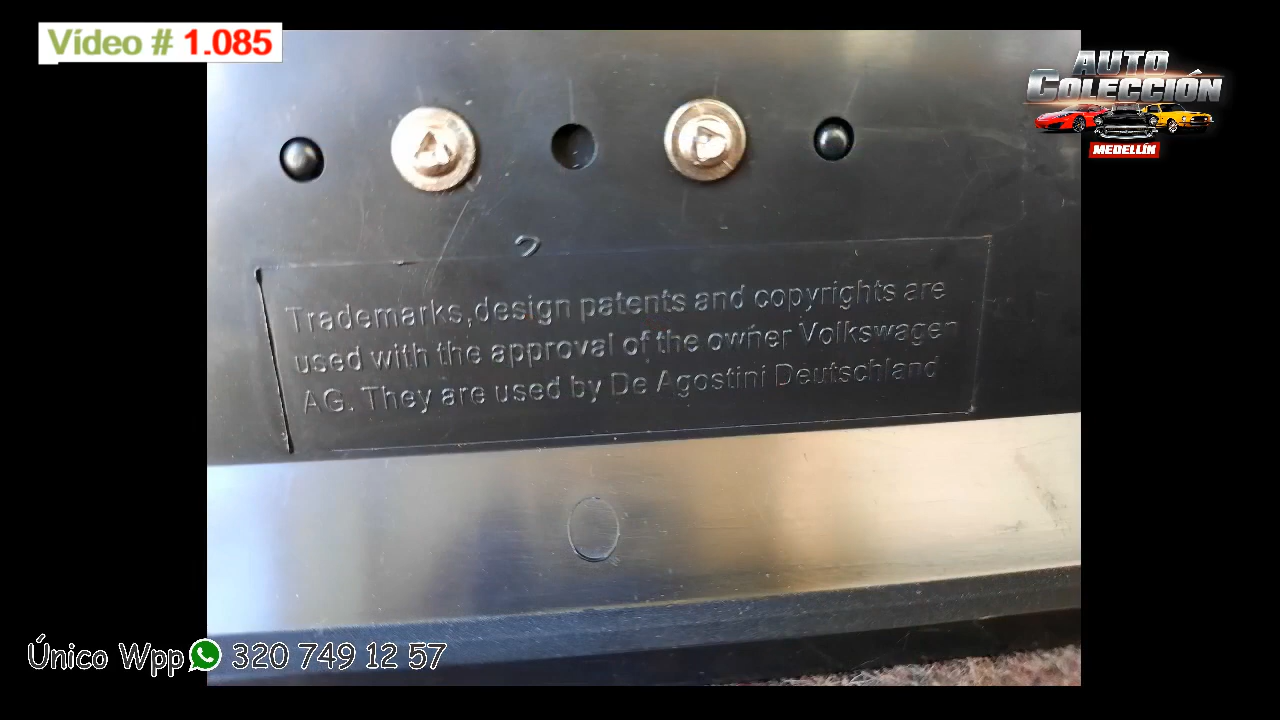 Vídeo # 1.085
AUTO
COLECCIÓN
MEDELLÍN
2
Trademarks, design patents and copyrights are
used with the approval of the owner Volkswagen
AG. They are used by De Agostini Deutschland
Único Wpp 320 749 12 57